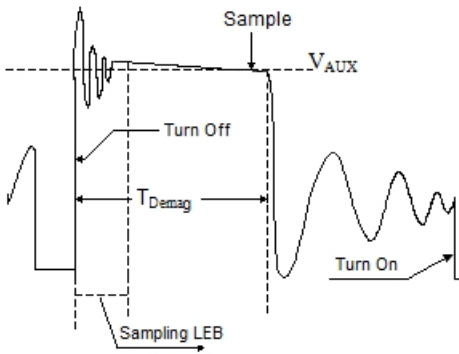 Sample
VAUX
Turn Off
TDemag
Turn On
Sampling LEB